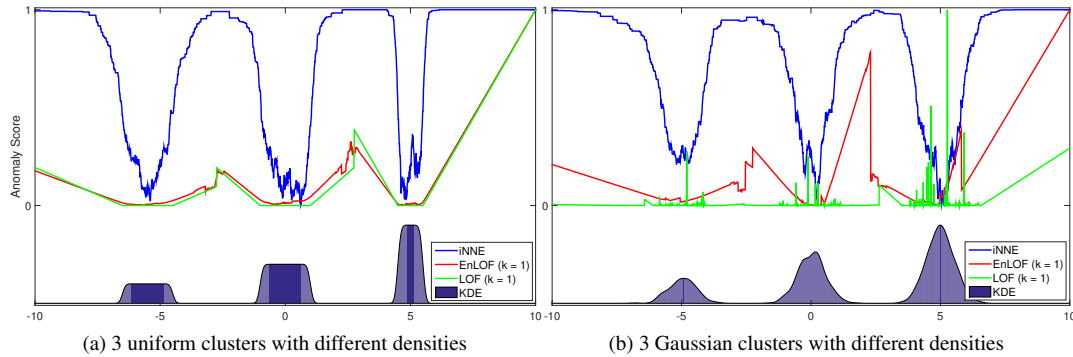 1
Anomaly Score
0
iNNE
EnLOF (k = 1)
LOF (k = 1)
KDE
-10 -5 0 5 10
(a) 3 uniform clusters with different densities
1
0
iNNE
EnLOF (k = 1)
LOF (k = 1)
KDE
-10 -5 0 5 10
(b) 3 Gaussian clusters with different densities